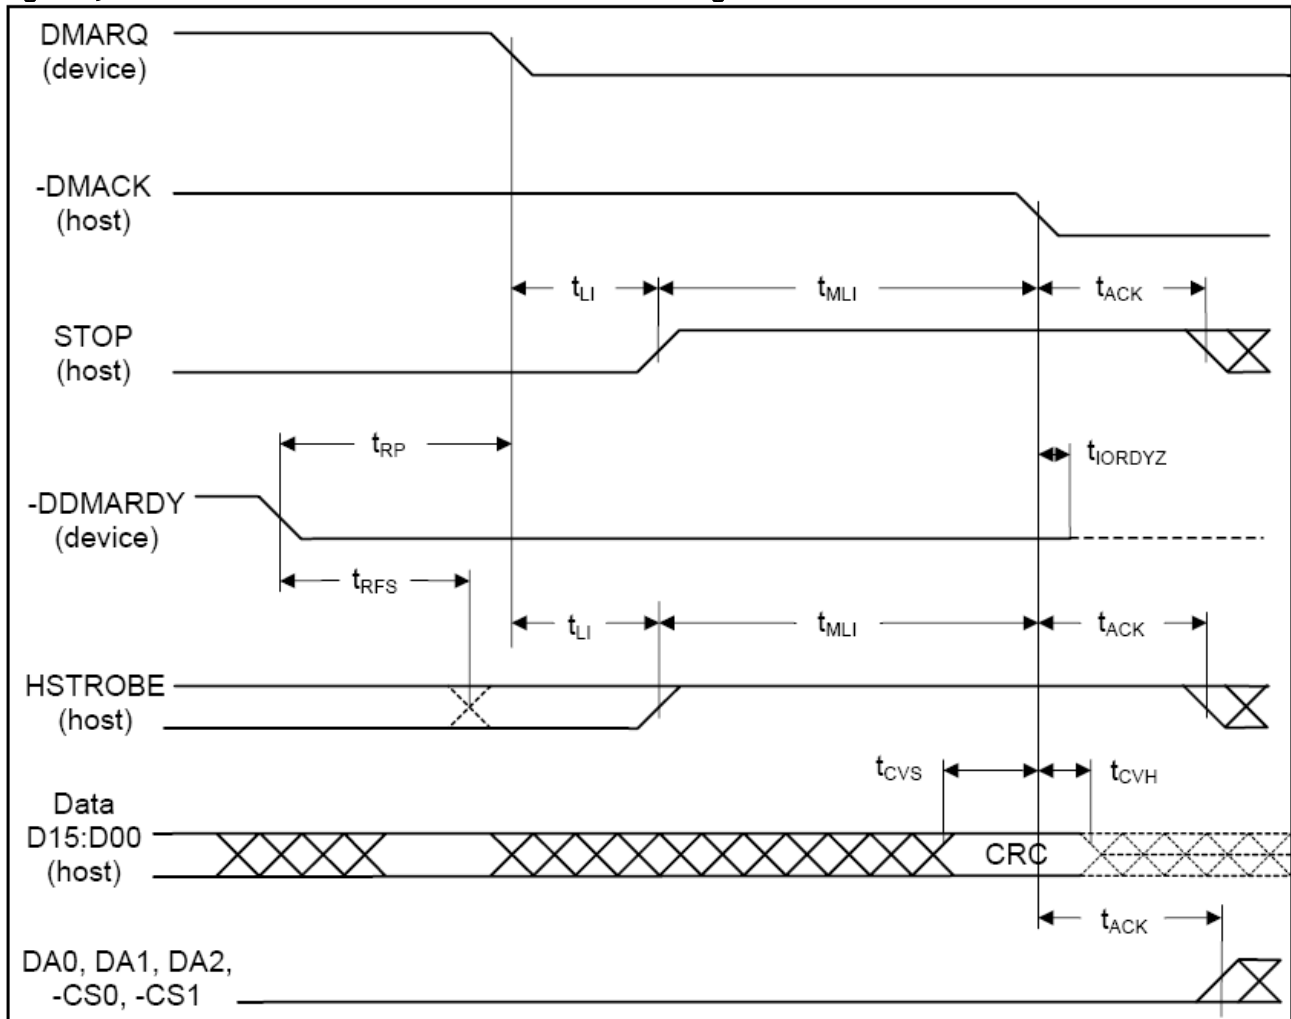 DMARQ
(device)
-DMACK
(host)
tLI
tMLI
tACK
STOP
(host)
tRP
tIORDYZ
-DDMARDY
(device)
tRFS
tLI
tMLI
tACK
HSTROBE
(host)
tCVS
tCVH
Data
D15:D00
(host)
CRC
tACK
DA0, DA1, DA2,
-CS0, -CS1